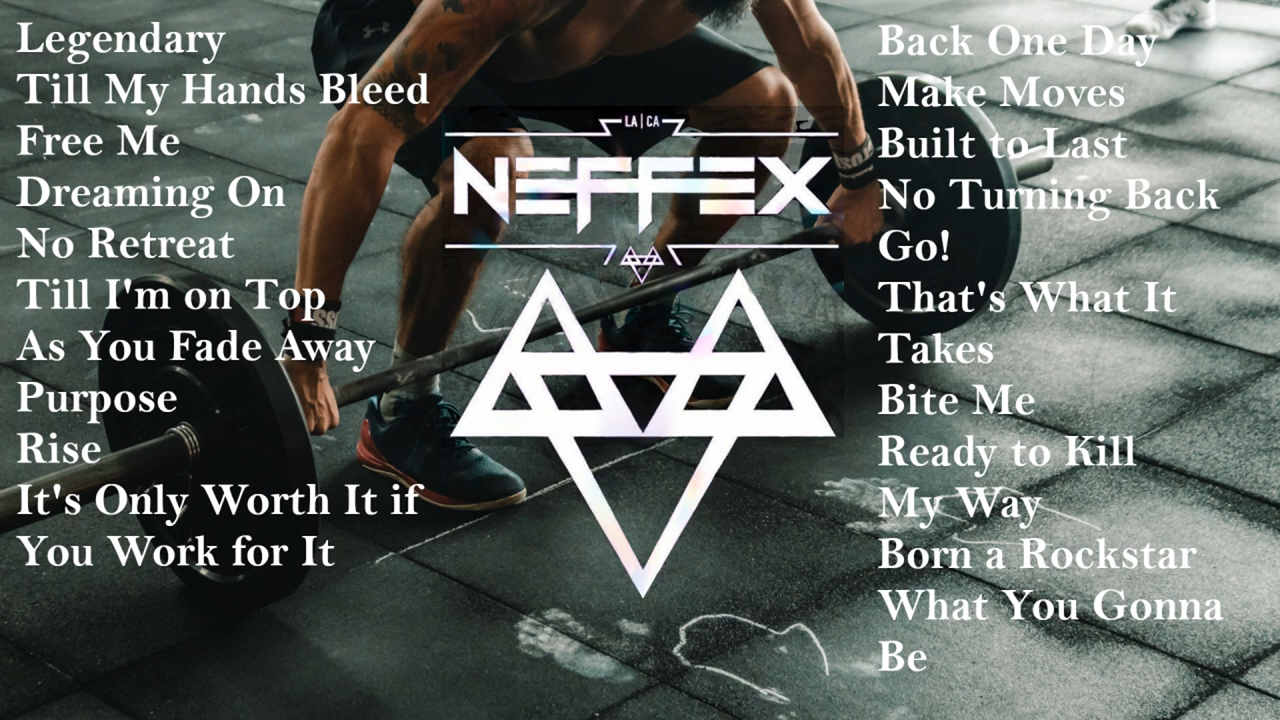 Legendary
Till My Hands Bleed
Free Me
Dreaming On
No Retreat
Till I'm on Top
As You Fade Away
Purpose
Rise
It's Only Worth It if
You Work for It
LA|CA
NEFFEX
Back One Day
Make Moves
Built to Last
No Turning Back
Go!
That's What It
Takes
Bite Me
Ready to Kill
My Way
Born a Rockstar
What You Gonna
Be